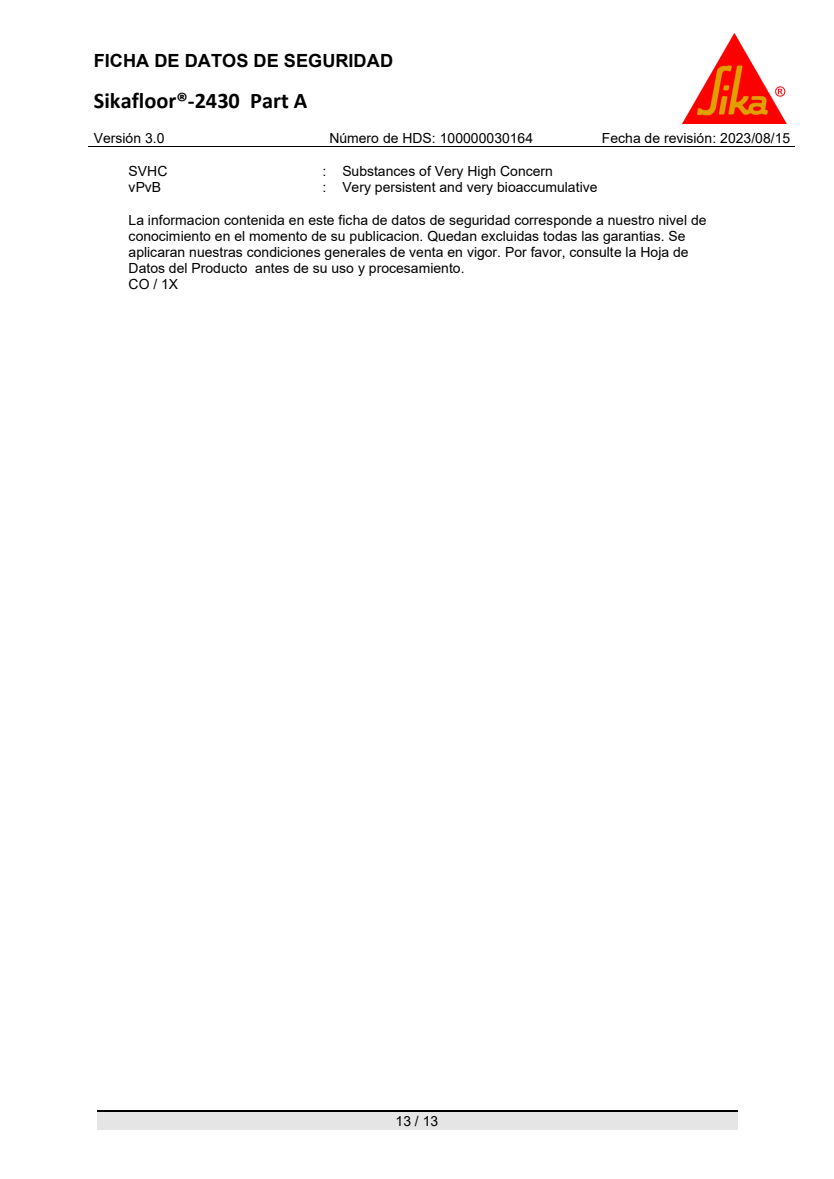 FICHA DE DATOS DE SEGURIDAD
Sikafloor®-2430 Part A
Sika®
Versión 3.0 Número de HDS: 100000030164 Fecha de revisión: 2023/08/15
SVHC : Substances of Very High Concern
vPvB : Very persistent and very bioaccumulative
La informacion contenida en este ficha de datos de seguridad corresponde a nuestro nivel de
conocimiento en el momento de su publicacion. Quedan excluidas todas las garantias. Se
aplicaran nuestras condiciones generales de venta en vigor. Por favor, consulte la Hoja de
Datos del Producto antes de su uso y procesamiento.
CO / 1X
13 / 13